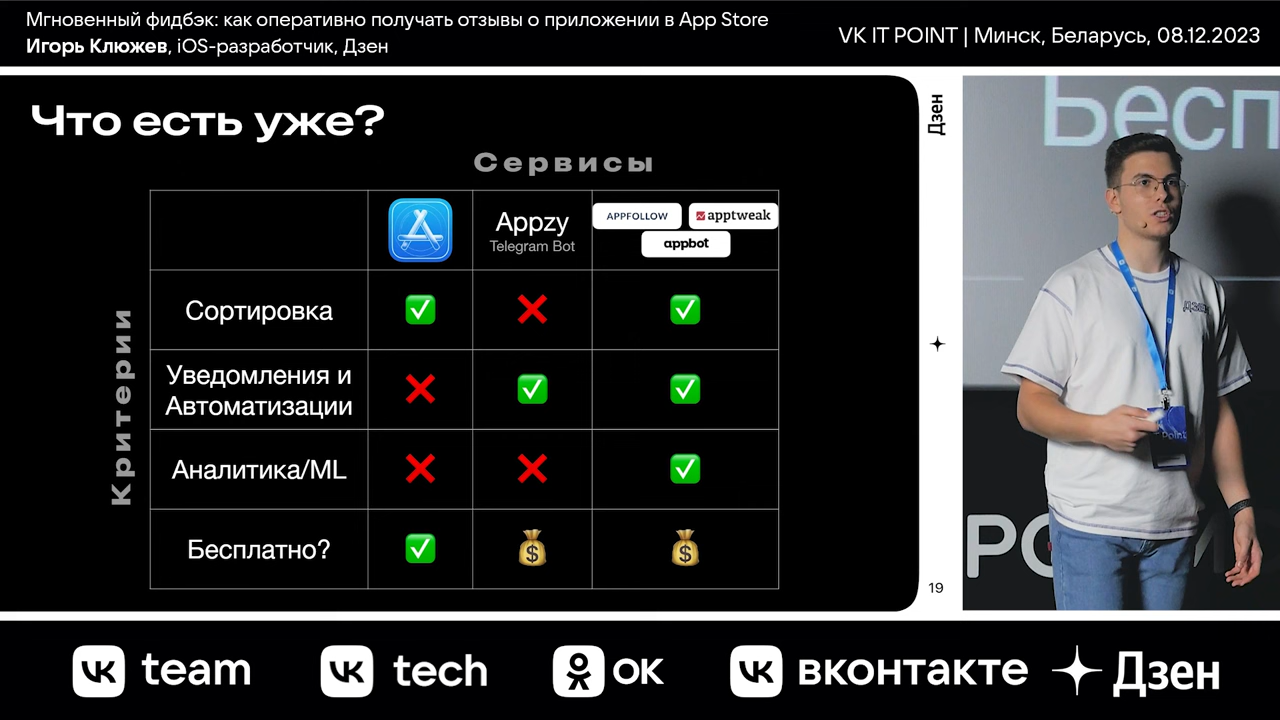 Мгновенный фидбэк: как оперативно получать отзывы о приложении в App Store
Игорь Клюжев, iOS-разработчик, Дзен
VK IT POINT | Минск, Беларусь, 08.12.2023
Что есть уже?
Сервисы
Критерии
Appzy
Telegram Bot
APPFOLLOW
apptweak
appbot
Сортировка
Уведомления и
Автоматизации
Аналитика/ML
Бесплатно?
Дзен
19
Point
team
tech
ОК
вконтакте
Дзен